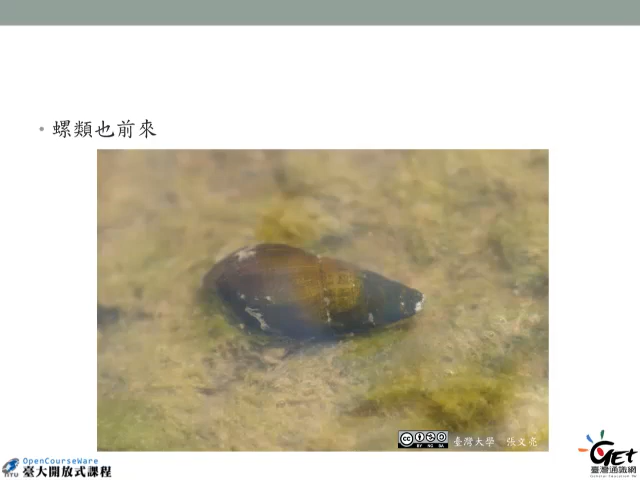 • 螺類也前來
臺灣大學 張文亮
OpenCourseWare
NTU 臺大開放式課程
GET
臺灣通識網